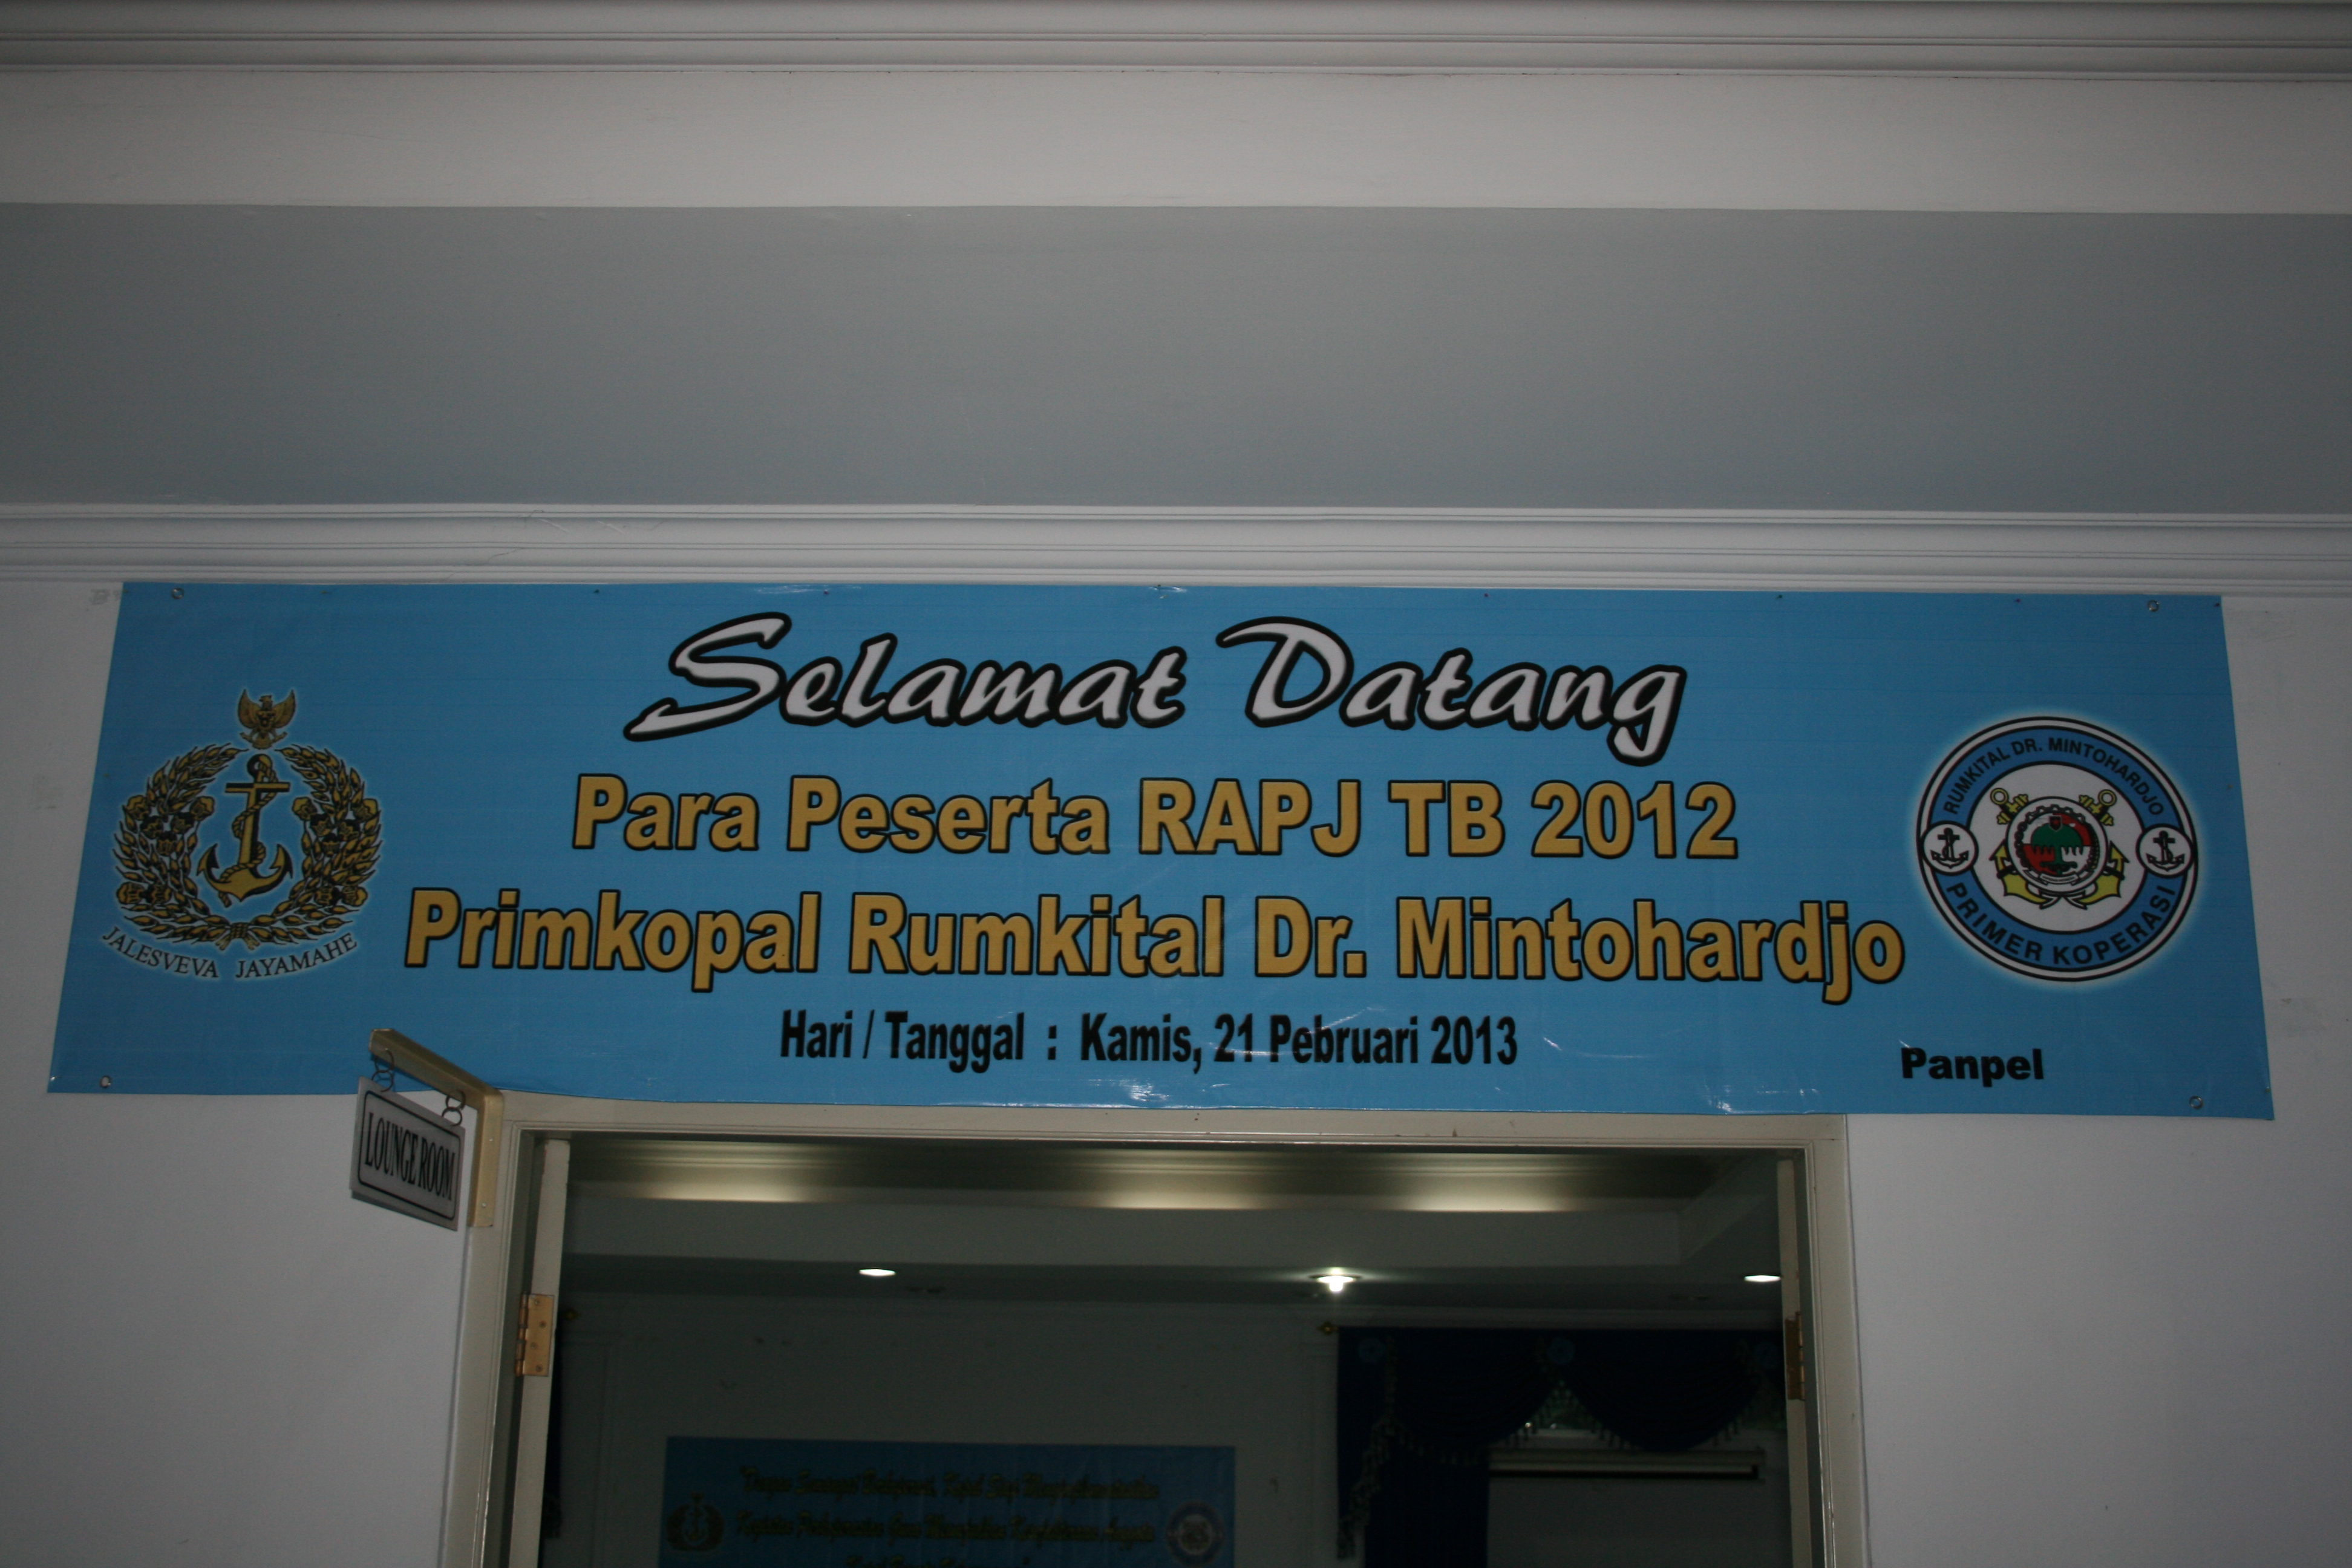 Selamat Datang
Para Peserta RAPJ TB 2012
Primkopal Rumkital Dr. Mintohardjo
Hari / Tanggal : Kamis, 21 Pebruari 2013
Panpel
JALESVEVA JAYAMAHE
RUMKITAL DR. MINTOHARDJO
PRIMER KOPERASI
LOUNGE ROOM